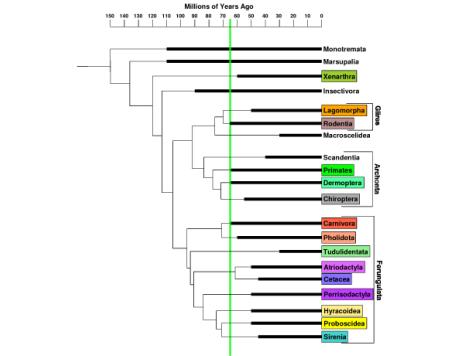 Millions of Years Ago
150 140 130 120 110 100 90 80 70 60 50 40 30 20 10 0
Monotremata
Marsupalia
Xenarthra
Insectivora
Lagomorpha
Rodentia
Macroscelidea
Glires
Scandentia
Primates
Dermoptera
Chiroptera
Archonta
Carnivora
Pholidota
Tudulidentata
Atriodactyla
Cetacea
Perrisodactyla
Hyracoidea
Proboscidea
Sirenia
Ferungulata